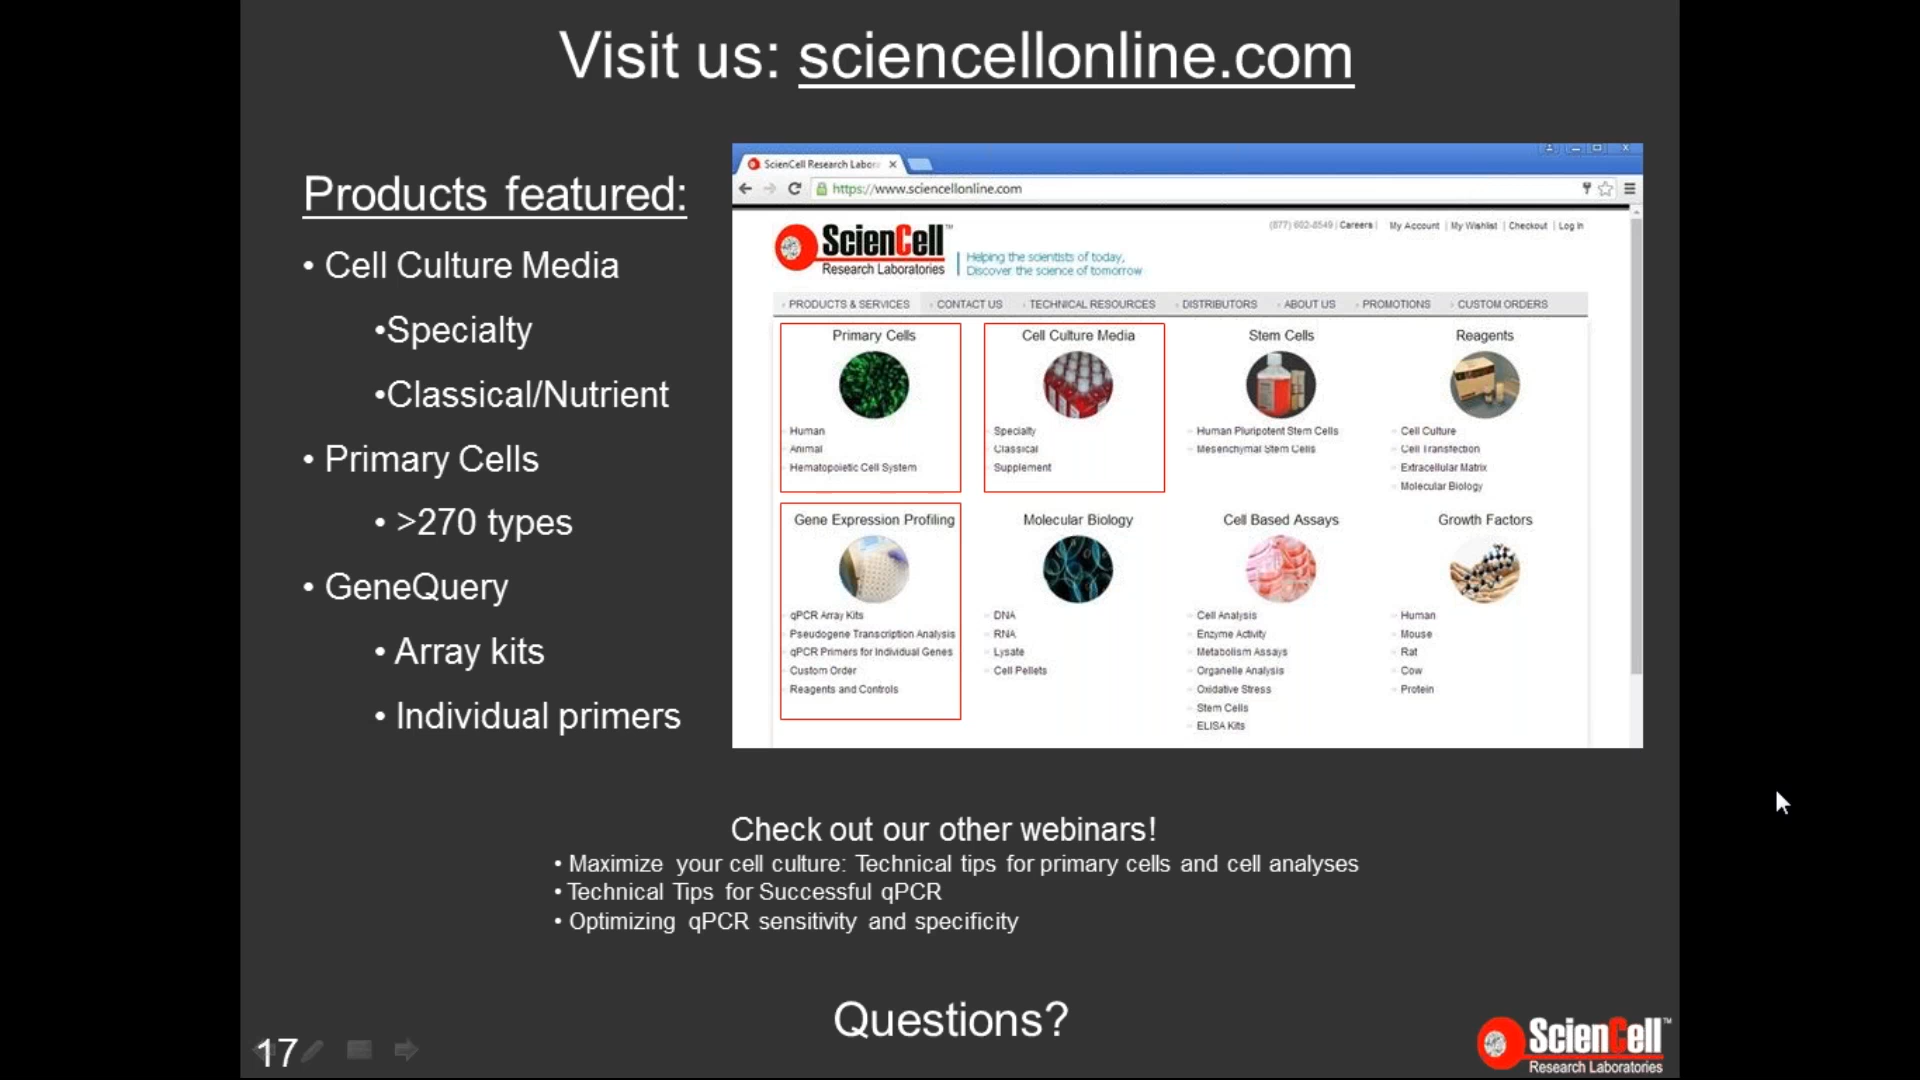 Visit us: sciencellonline.com
Products featured:
• Cell Culture Media
•Specialty
•Classical/Nutrient
• Primary Cells
• >270 types
• GeneQuery
• Array kits
• Individual primers
ScienCell Research Labor
https://www.sciencellonline.com
(877) 602-8549 | Careers | My Account | My Wishlist | Checkout | Log In
ScienCell™
Research Laboratories
Helping the scientists of today,
Discover the science of tomorrow
PRODUCTS & SERVICES CONTACT US TECHNICAL RESOURCES DISTRIBUTORS ABOUT US PROMOTIONS CUSTOM ORDERS
Primary Cells
Human
Animal
Hematopoietic Cell System
Cell Culture Media
Specialty
Classical
Supplement
Stem Cells
Human Pluripotent Stem Cells
Mesenchymal Stem Cells
Reagents
Cell Culture
Cell Transfection
Extracellular Matrix
Molecular Biology
Gene Expression Profiling
qPCR Array Kits
Pseudogene Transcription Analysis
qPCR Primers for Individual Genes
Custom Order
Reagents and Controls
Molecular Biology
DNA
RNA
Lysate
Cell Pellets
Cell Based Assays
Cell Analysis
Enzyme Activity
Metabolism Assays
Organelle Analysis
Oxidative Stress
Stem Cells
ELISA Kits
Growth Factors
Human
Mouse
Rat
Cow
Protein
Check out our other webinars!
• Maximize your cell culture: Technical tips for primary cells and cell analyses
• Technical Tips for Successful qPCR
• Optimizing qPCR sensitivity and specificity
Questions?
17
ScienCell™
Research Laboratories